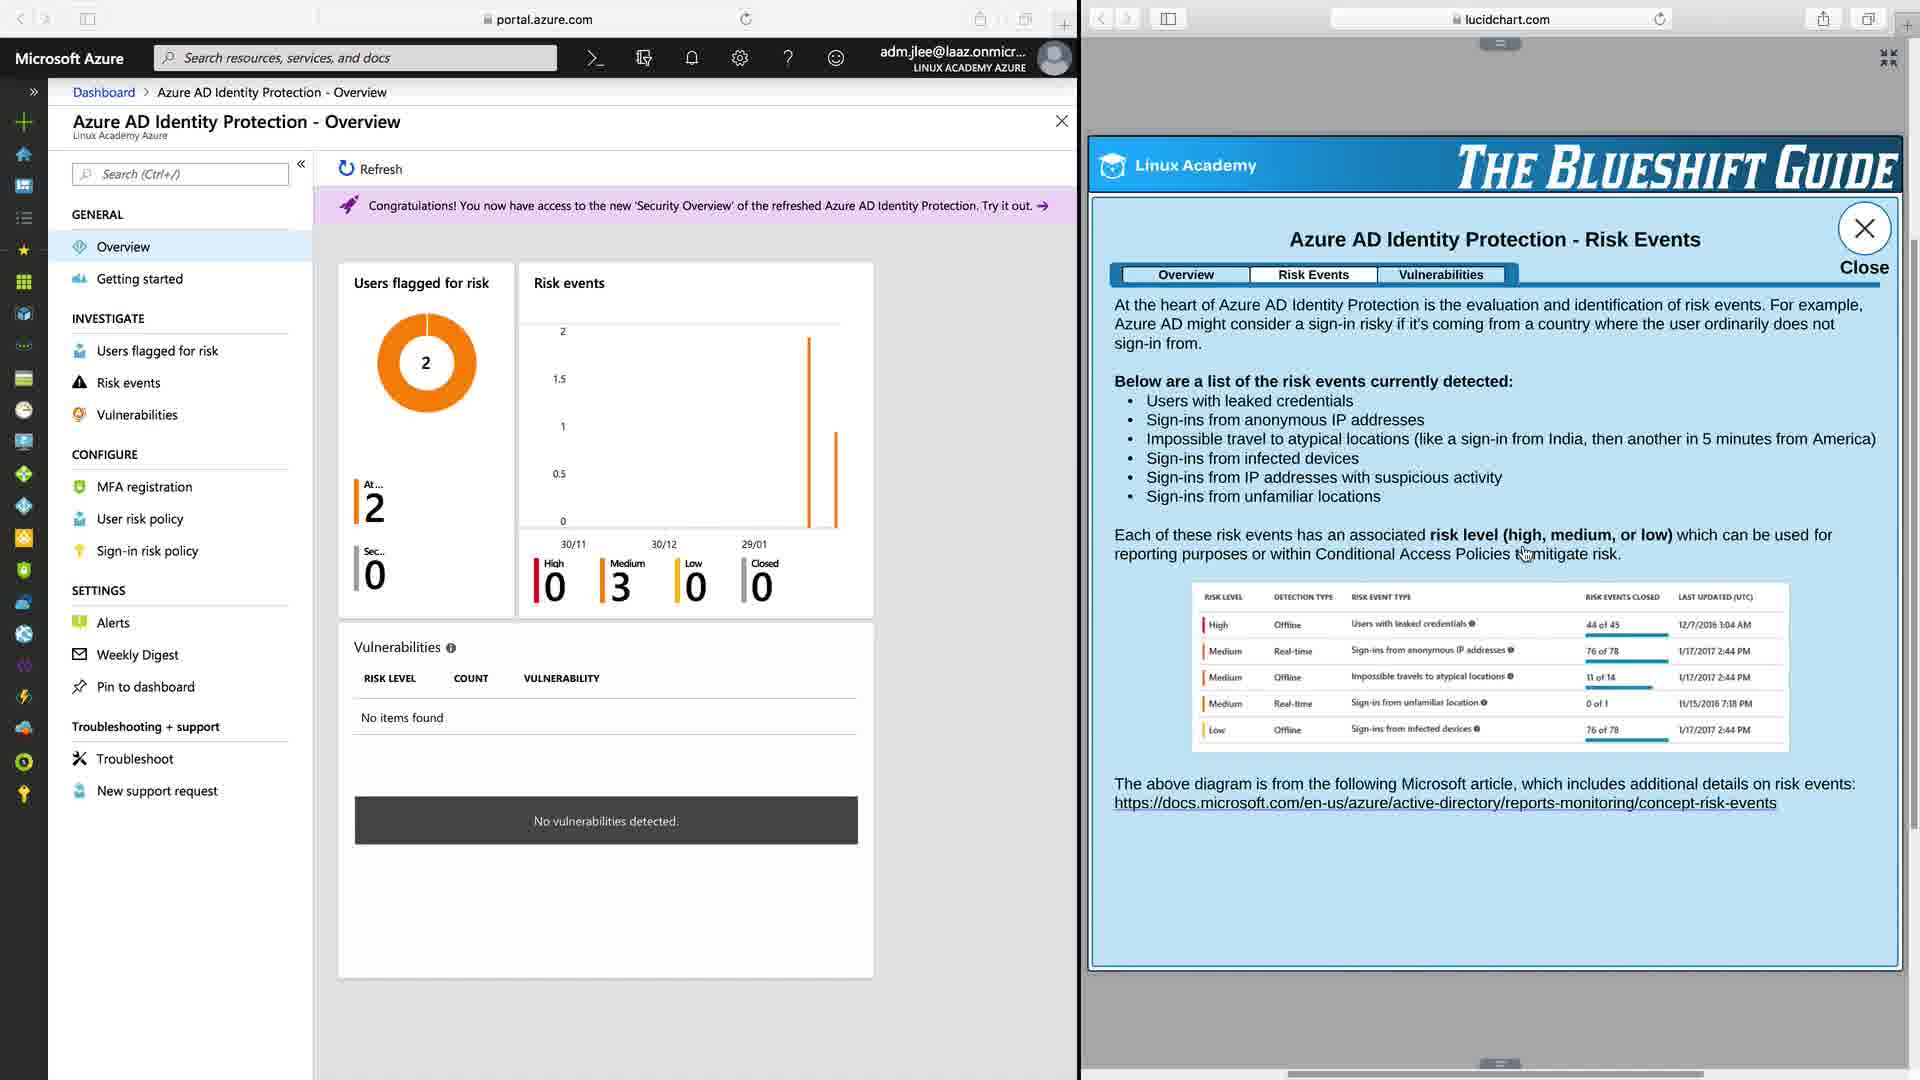 portal.azure.com
Microsoft Azure
Search resources, services, and docs
adm.jlee@laaz.onmicr...
LINUX ACADEMY AZURE
Dashboard > Azure AD Identity Protection - Overview
Azure AD Identity Protection - Overview
Linux Academy Azure
Search (Ctrl+/)
GENERAL
Overview
Getting started
INVESTIGATE
Users flagged for risk
Risk events
Vulnerabilities
CONFIGURE
MFA registration
User risk policy
Sign-in risk policy
SETTINGS
Alerts
Weekly Digest
Pin to dashboard
Troubleshooting + support
Troubleshoot
New support request
Refresh
Congratulations! You now have access to the new 'Security Overview' of the refreshed Azure AD Identity Protection. Try it out. →
Users flagged for risk
2
At...
2
Sec...
0
Risk events
2
1.5
1
0.5
0
30/11 30/12 29/01
High Medium Low Closed
0 3 0 0
Vulnerabilities
RISK LEVEL COUNT VULNERABILITY
No items found
No vulnerabilities detected.
lucidchart.com
Linux Academy
THE BLUESHIFT GUIDE
Azure AD Identity Protection - Risk Events
Close
Overview Risk Events Vulnerabilities
At the heart of Azure AD Identity Protection is the evaluation and identification of risk events. For example,
Azure AD might consider a sign-in risky if it's coming from a country where the user ordinarily does not
sign-in from.
Below are a list of the risk events currently detected:
• Users with leaked credentials
• Sign-ins from anonymous IP addresses
• Impossible travel to atypical locations (like a sign-in from India, then another in 5 minutes from America)
• Sign-ins from infected devices
• Sign-ins from IP addresses with suspicious activity
• Sign-ins from unfamiliar locations
Each of these risk events has an associated risk level (high, medium, or low) which can be used for
reporting purposes or within Conditional Access Policies to mitigate risk.
RISK LEVEL DETECTION TYPE RISK EVENT TYPE RISK EVENTS CLOSED LAST UPDATED (UTC)
High Offline Users with leaked credentials 44 of 45 12/7/2016 1:04 AM
Medium Real-time Sign-ins from anonymous IP addresses 76 of 78 1/17/2017 2:44 PM
Medium Offline Impossible travels to atypical locations 11 of 14 1/17/2017 2:44 PM
Medium Real-time Sign-in from unfamiliar location 0 of 1 11/15/2016 7:18 PM
Low Offline Sign-ins from infected devices 76 of 78 1/17/2017 2:44 PM
The above diagram is from the following Microsoft article, which includes additional details on risk events:
https://docs.microsoft.com/en-us/azure/active-directory/reports-monitoring/concept-risk-events